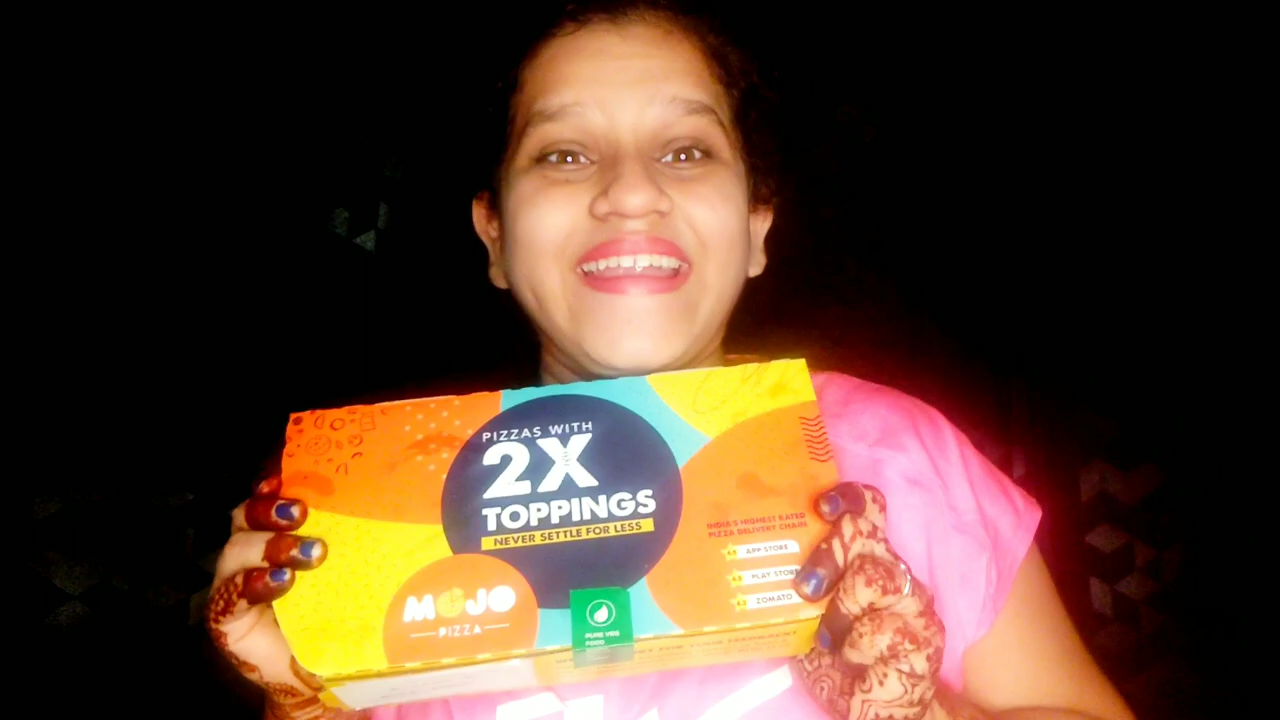 PIZZAS WITH
2X
TOPPINGS
NEVER SETTLE FOR LESS
INDIA'S HIGHEST RATED
PIZZA DELIVERY CHAIN
APP STORE
PLAY STORE
ZOMATO
MOJO
PIZZA
PURE VEG
FOOD